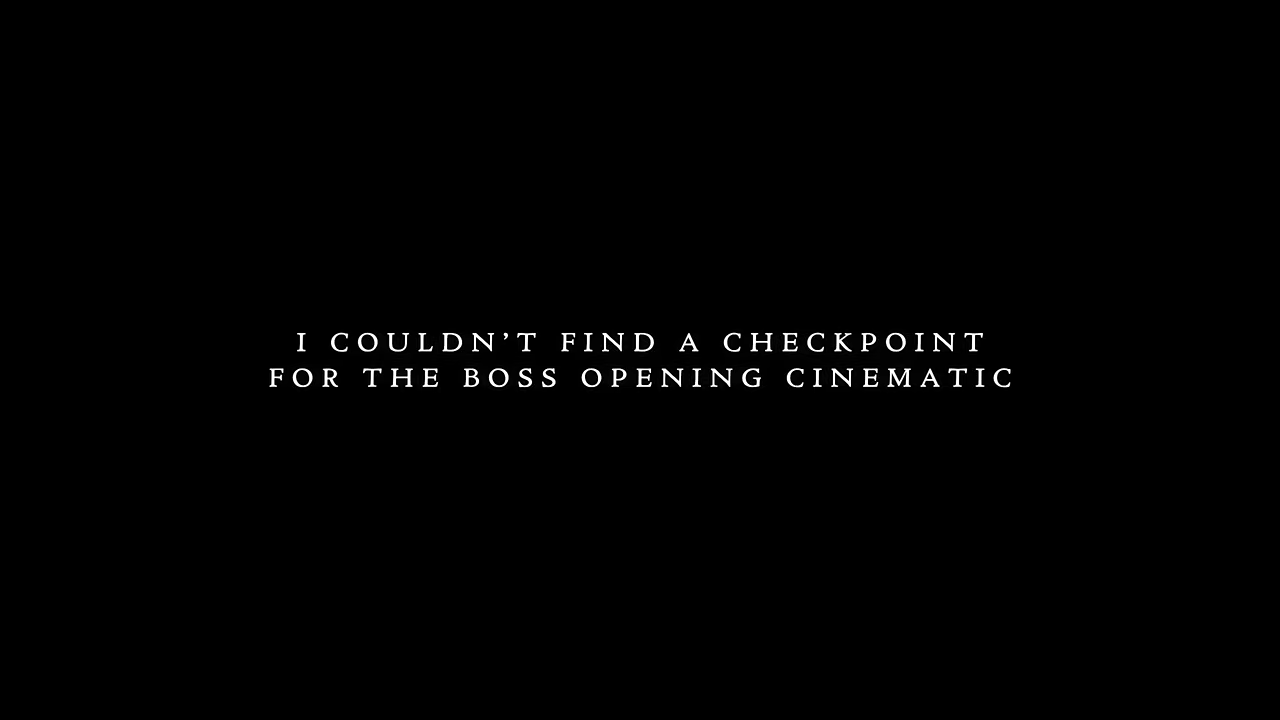 I COULDN’T FIND A CHECKPOINT
FOR THE BOSS OPENING CINEMATIC